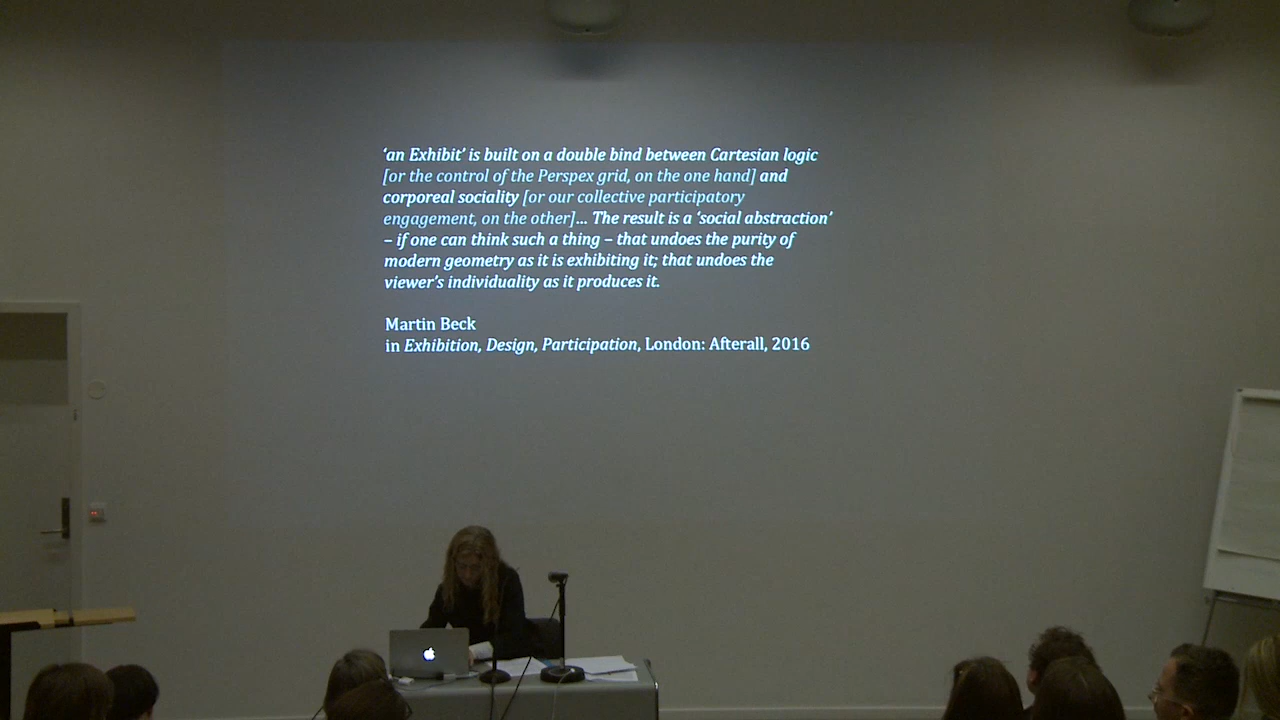 ‘an Exhibit’ is built on a double bind between Cartesian logic
[or the control of the Perspex grid, on the one hand] and
corporeal sociality [or our collective participatory
engagement, on the other]... The result is a ‘social abstraction’
– if one can think such a thing – that undoes the purity of
modern geometry as it is exhibiting it; that undoes the
viewer’s individuality as it produces it.
Martin Beck
in Exhibition, Design, Participation, London: Afterall, 2016